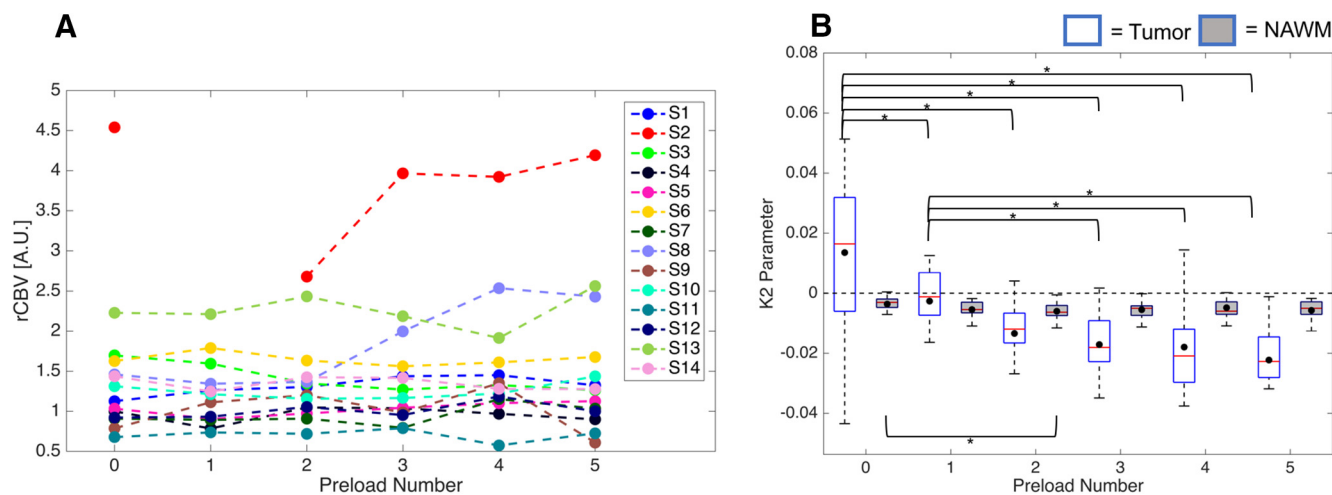 A
rCBV [A.U.]
5
4.5
4
3.5
3
2.5
2
1.5
1
0.5
0 1 2 3 4 5
Preload Number
S1
S2
S3
S4
S5
S6
S7
S8
S9
S10
S11
S12
S13
S14
B
= Tumor = NAWM
K2 Parameter
0.08
0.06
0.04
0.02
0
-0.02
-0.04
*
*
*
*
*
*
*
*
*
0 1 2 3 4 5
Preload Number